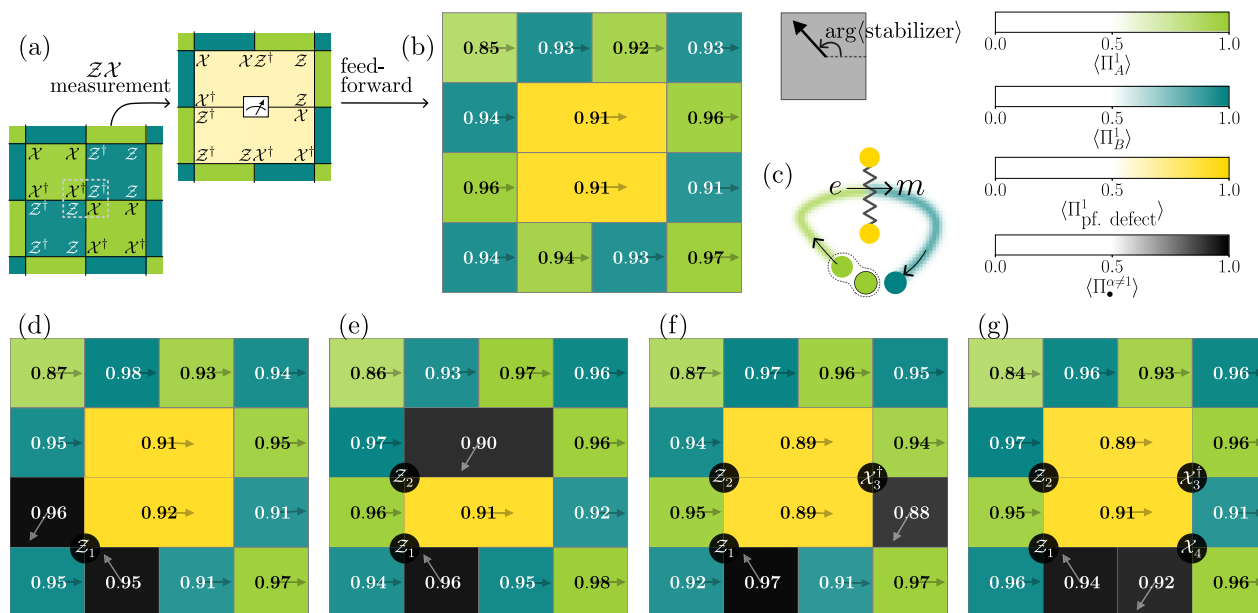 (a)
𝒵𝒳
measurement
𝒳 𝒳 𝒵† 𝒵
𝒳† 𝒳† 𝒵† 𝒵
𝒵 𝒵 𝒳 𝒳
𝒵† 𝒵 𝒳† 𝒳†
𝒳 𝒳 𝒵† 𝒵
𝒳† 𝒵
𝒵† 𝒳
𝒵† 𝒵 𝒳† 𝒳†
feed-
forward
(b)
0.85 0.93 0.92 0.93
0.94 0.91 0.96
0.96 0.91 0.91
0.94 0.94 0.93 0.97
arg⟨stabilizer⟩
(c)
e m
0.0 0.5 1.0
⟨Π¹_A⟩
0.0 0.5 1.0
⟨Π¹_B⟩
0.0 0.5 1.0
⟨Π¹_pf. defect⟩
0.0 0.5 1.0
⟨Π^{α≠1}_•⟩
(d)
0.87 0.98 0.93 0.94
0.95 0.91 0.95
0.96 0.92 0.91
𝒵₁
0.95 0.95 0.91 0.97
(e)
0.86 0.93 0.97 0.96
0.97 0.90 0.96
𝒵₂
0.96 0.91 0.92
𝒵₁
0.94 0.96 0.95 0.98
(f)
0.87 0.97 0.96 0.95
0.94 0.89 0.94
𝒵₂ 𝒳₃†
0.95 0.89 0.88
𝒵₁
0.92 0.97 0.91 0.97
(g)
0.84 0.96 0.93 0.96
0.97 0.89 0.96
𝒵₂ 𝒳₃†
0.95 0.91 0.91
𝒵₁ 𝒳₄
0.96 0.94 0.92 0.96